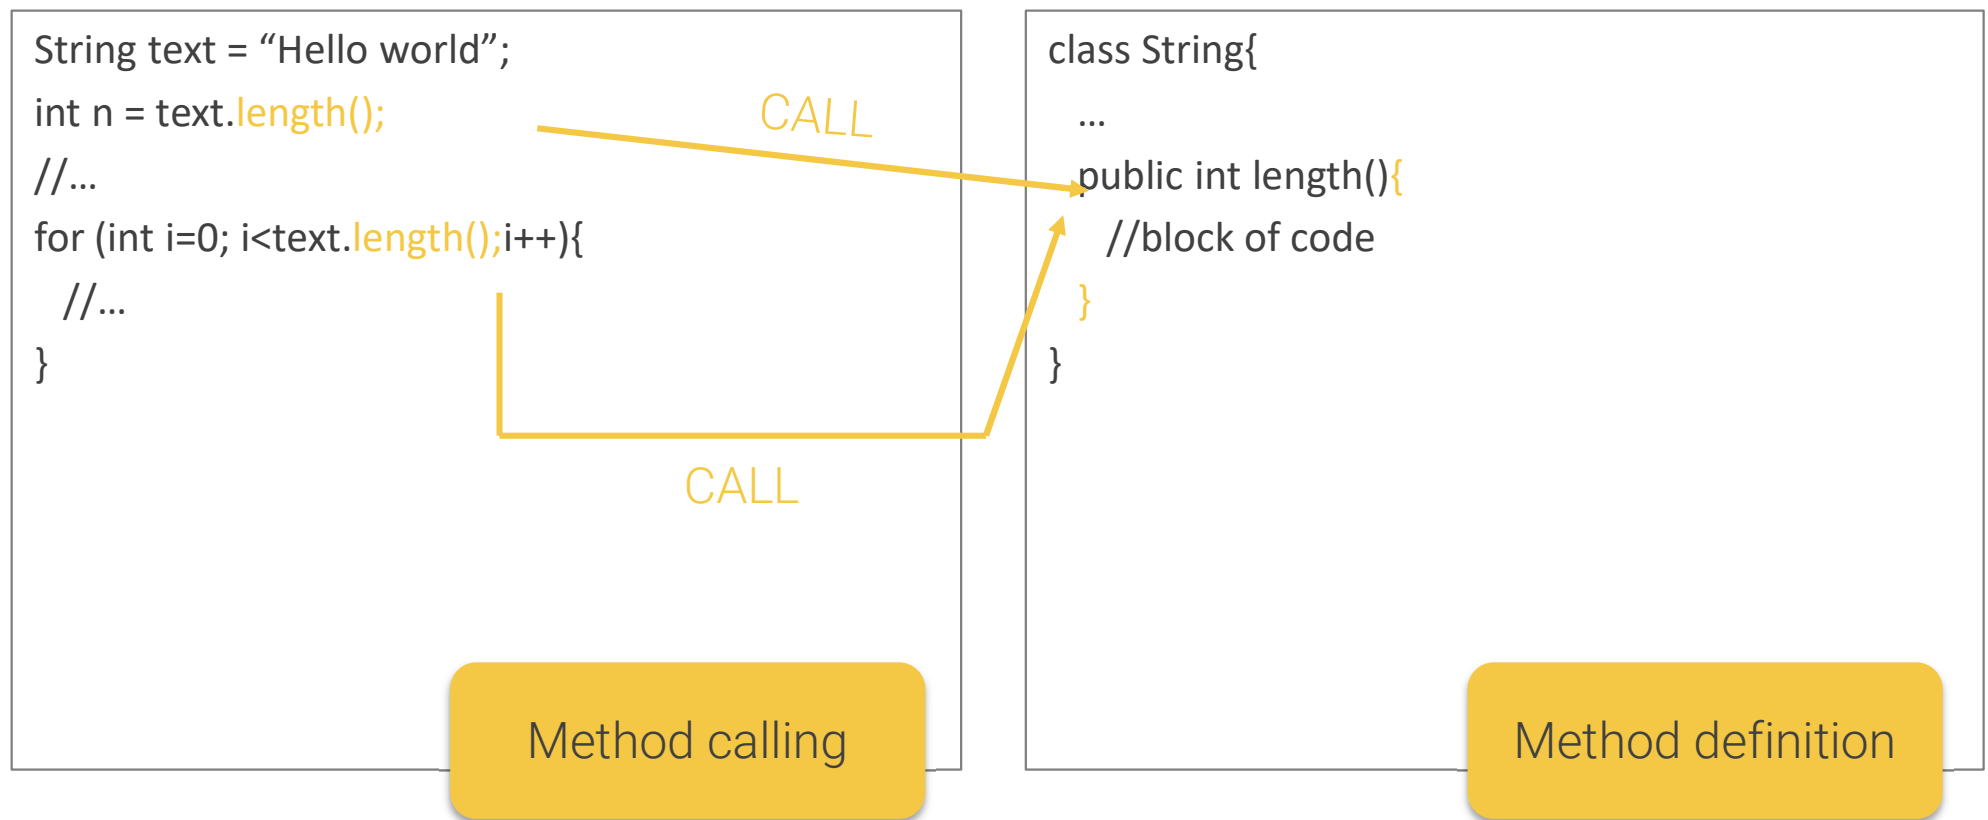 String text = “Hello world”;
int n = text.length();
//…
for (int i=0; i<text.length();i++){
//…
}
CALL
CALL
Method calling
class String{
…
public int length(){
//block of code
}
}
Method definition